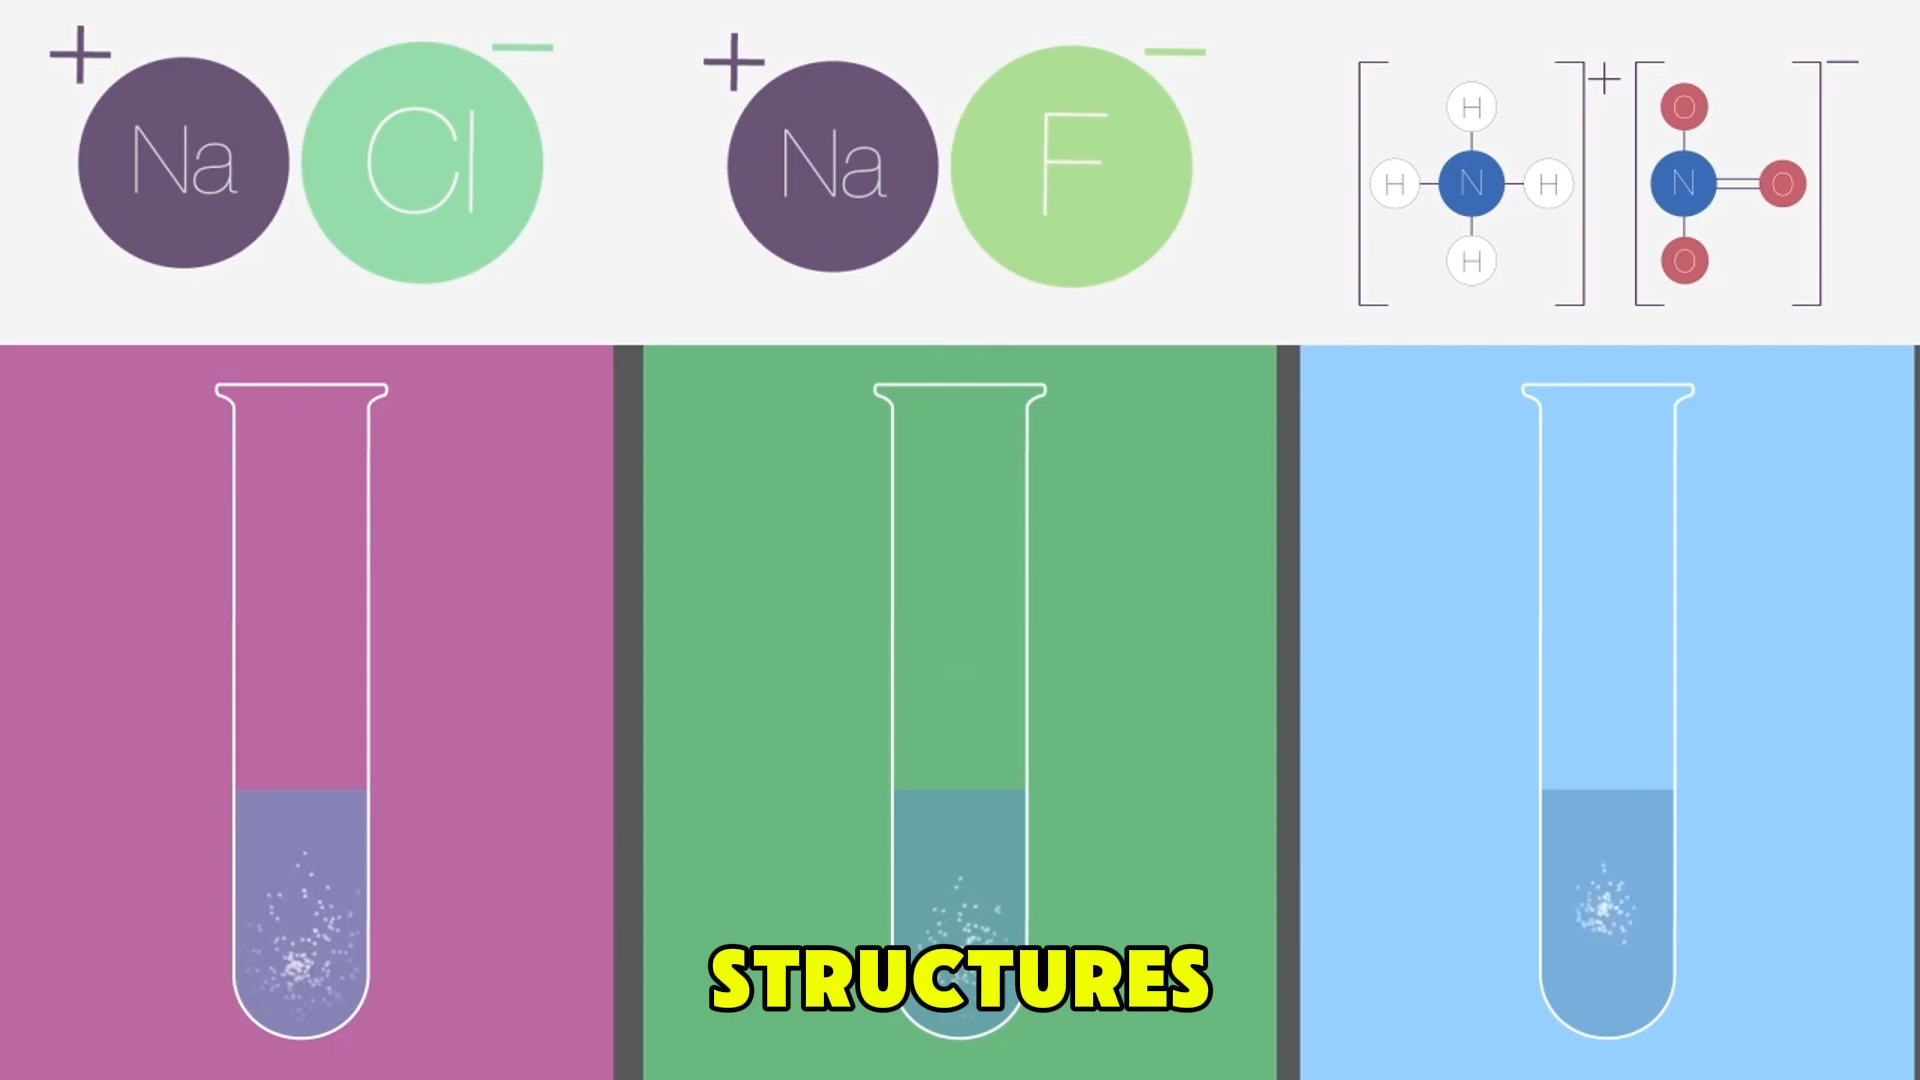 + Na Cl −
+ Na F −
H
H N H
H
+
O
N O
O
−
STRUCTURES